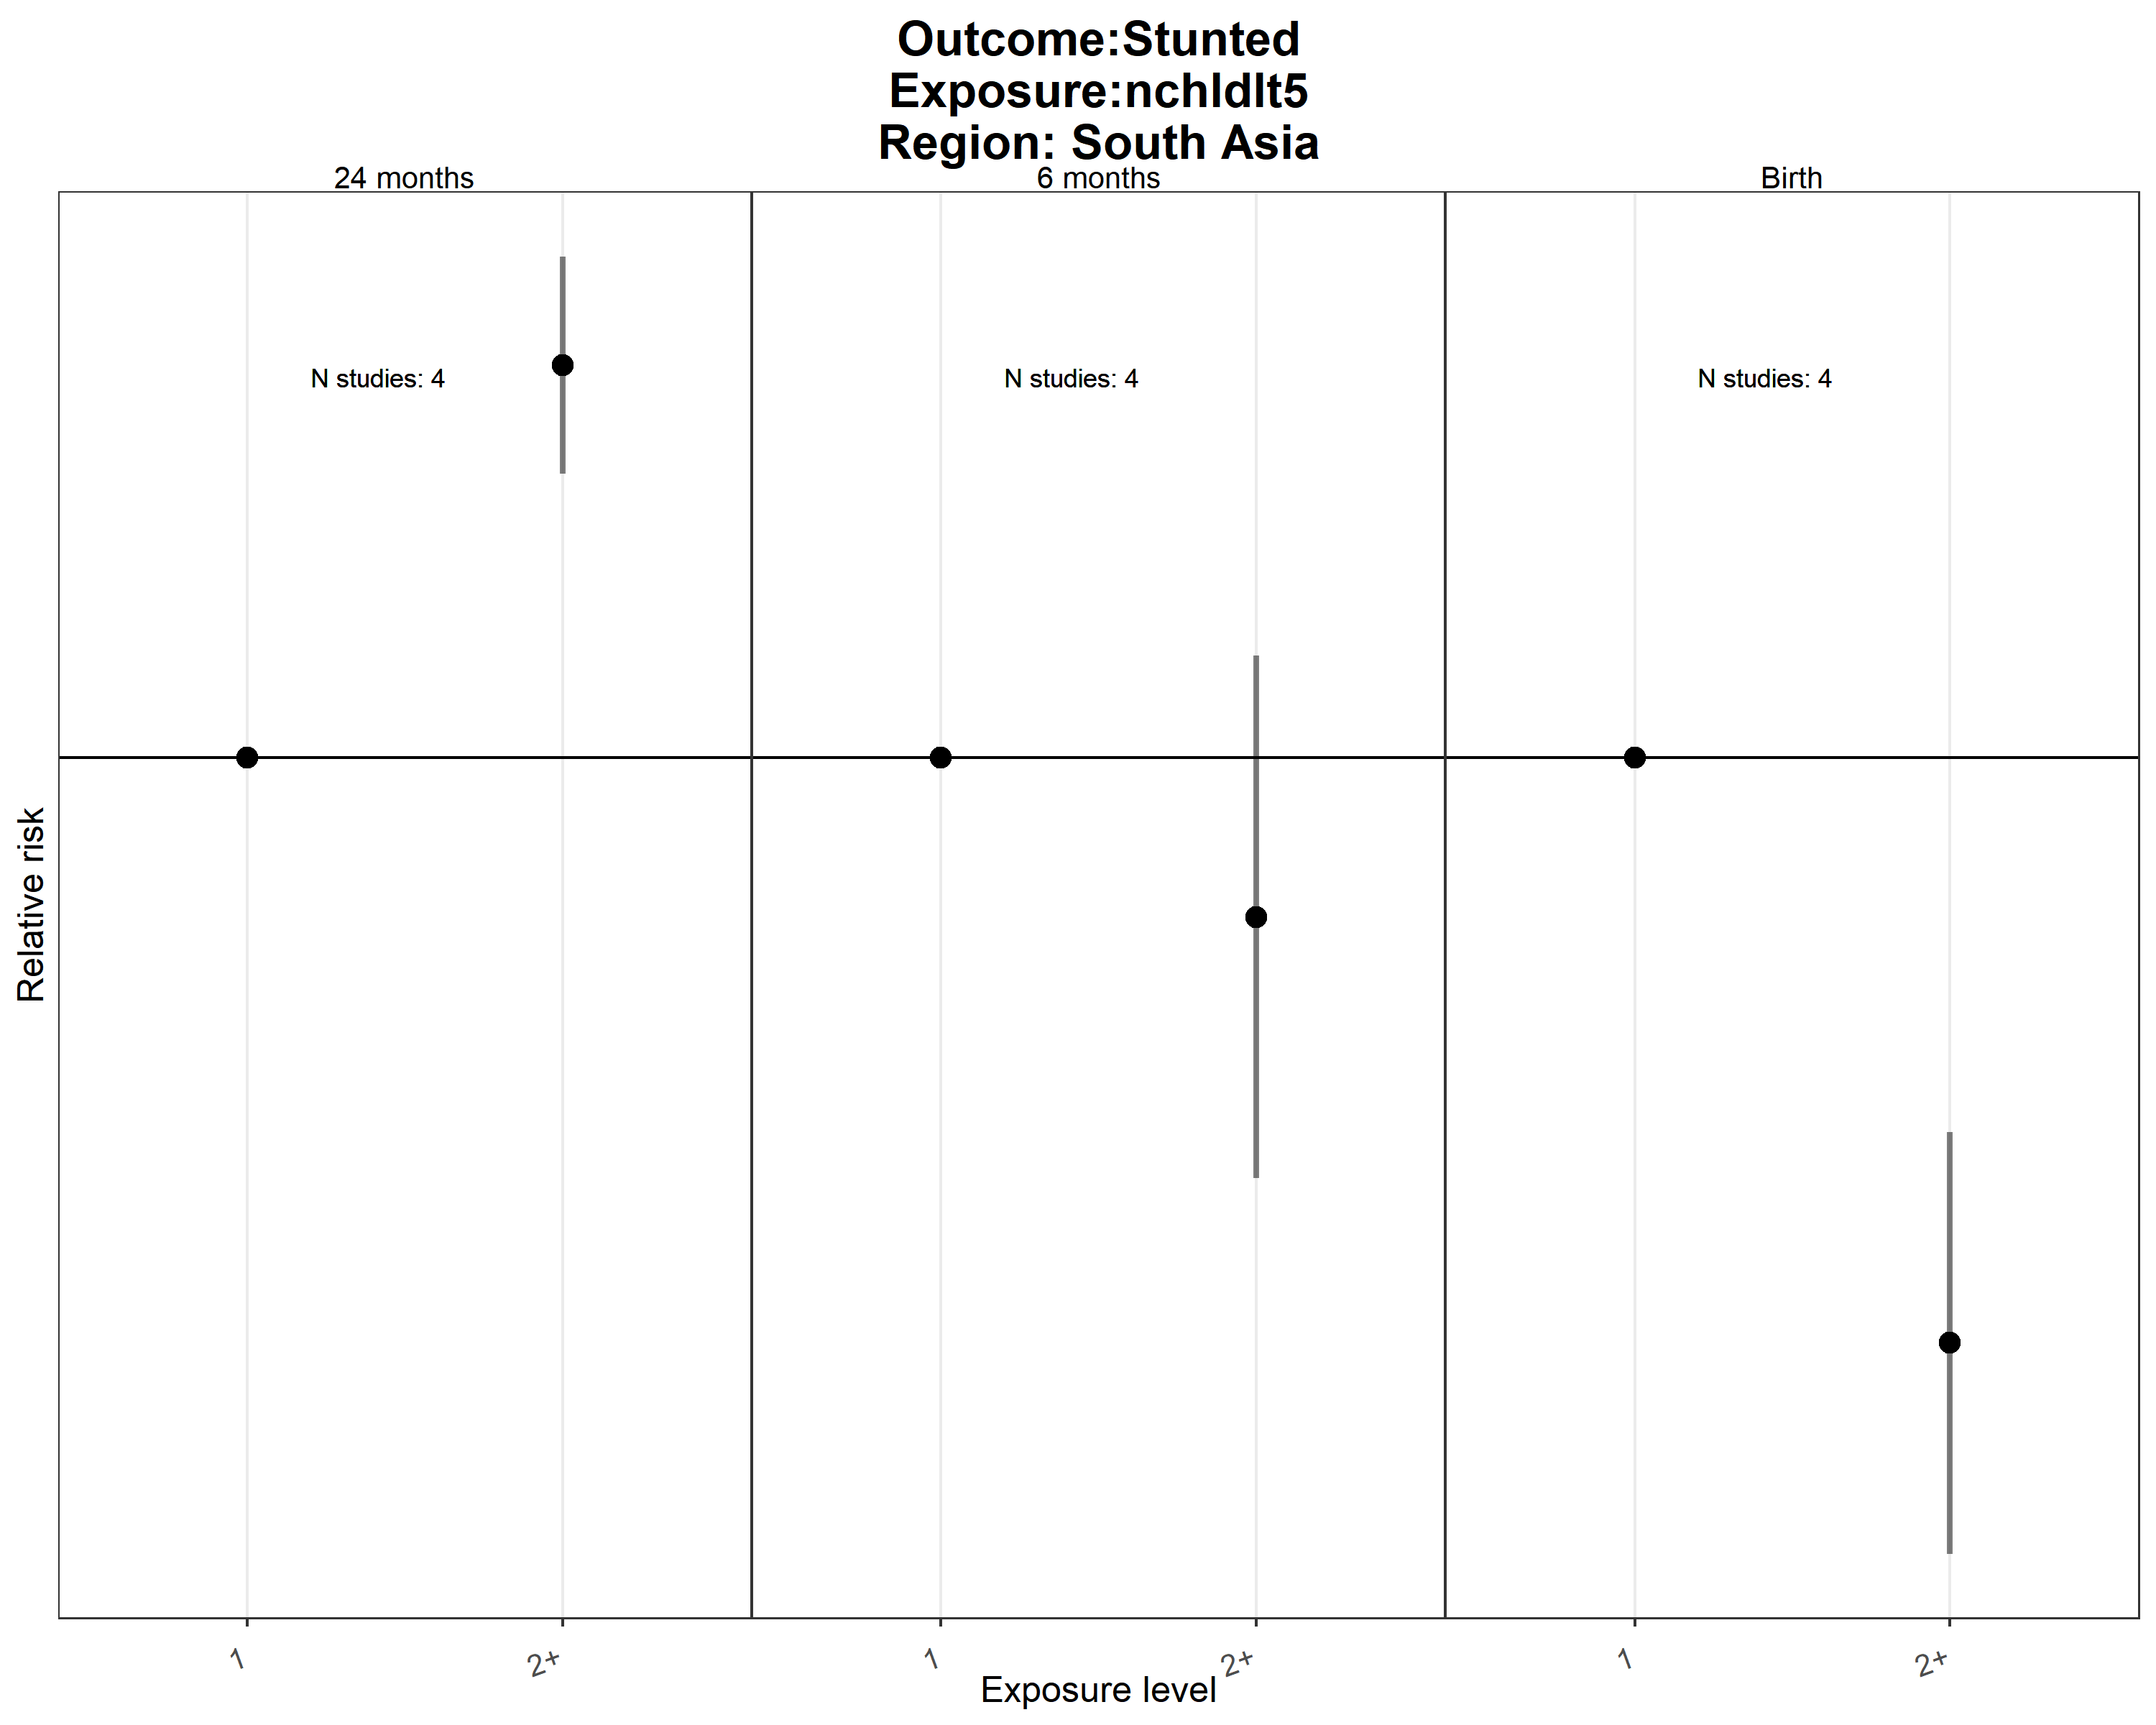 Outcome:Stunted
Exposure:nchldlt5
Region: South Asia
24 months
6 months
Birth
N studies: 4
N studies: 4
N studies: 4
Relative risk
1
2+
1
2+
1
2+
Exposure level